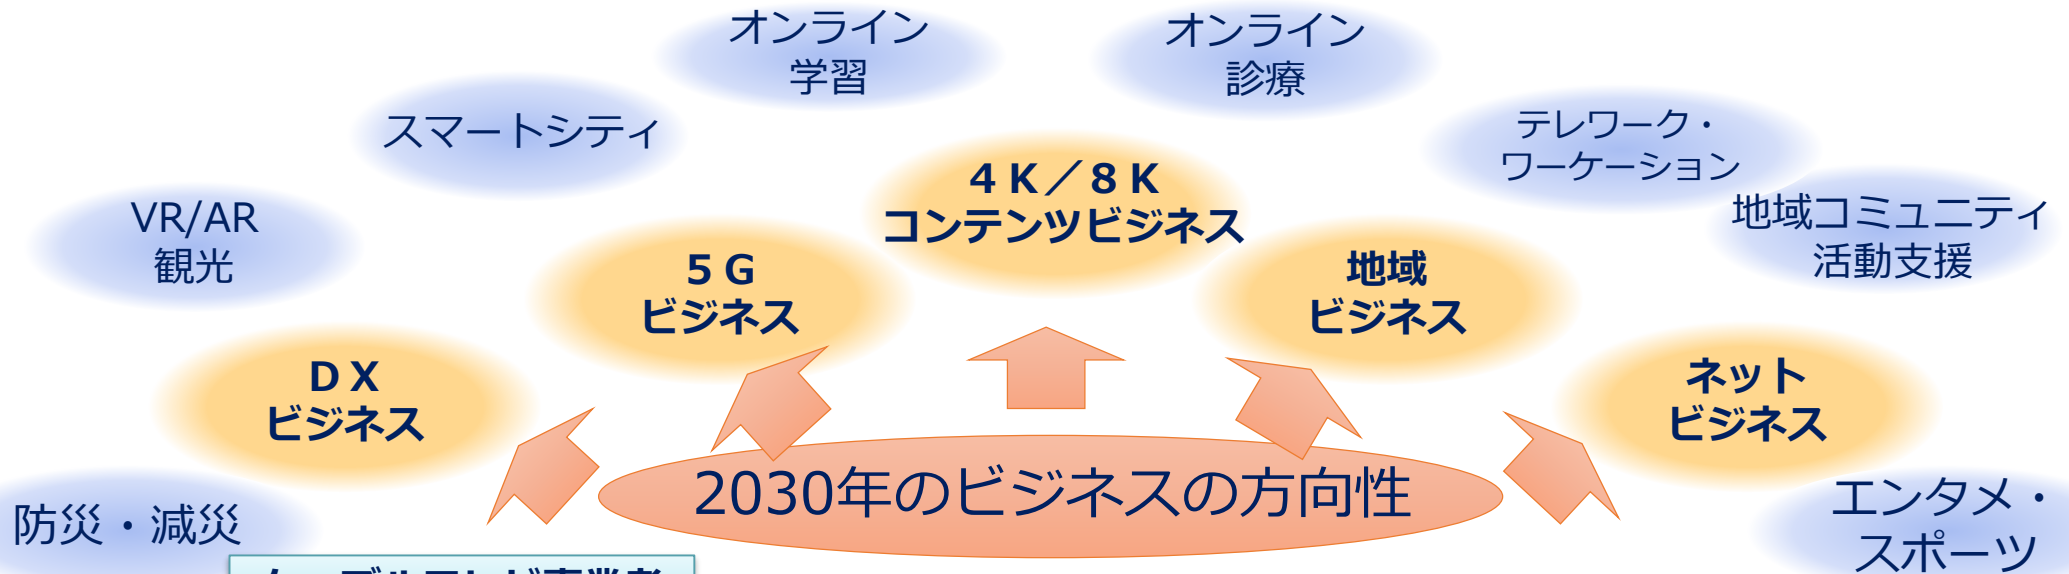 オンライン
学習
オンライン
診療
スマートシティ
テレワーク・
ワーケーション
４Ｋ／８Ｋ
コンテンツビジネス
VR/AR
観光
地域コミュニティ
活動支援
５Ｇ
ビジネス
地域
ビジネス
ＤＸ
ビジネス
ネット
ビジネス
2030年のビジネスの方向性
防災・減災
エンタメ・
スポーツ